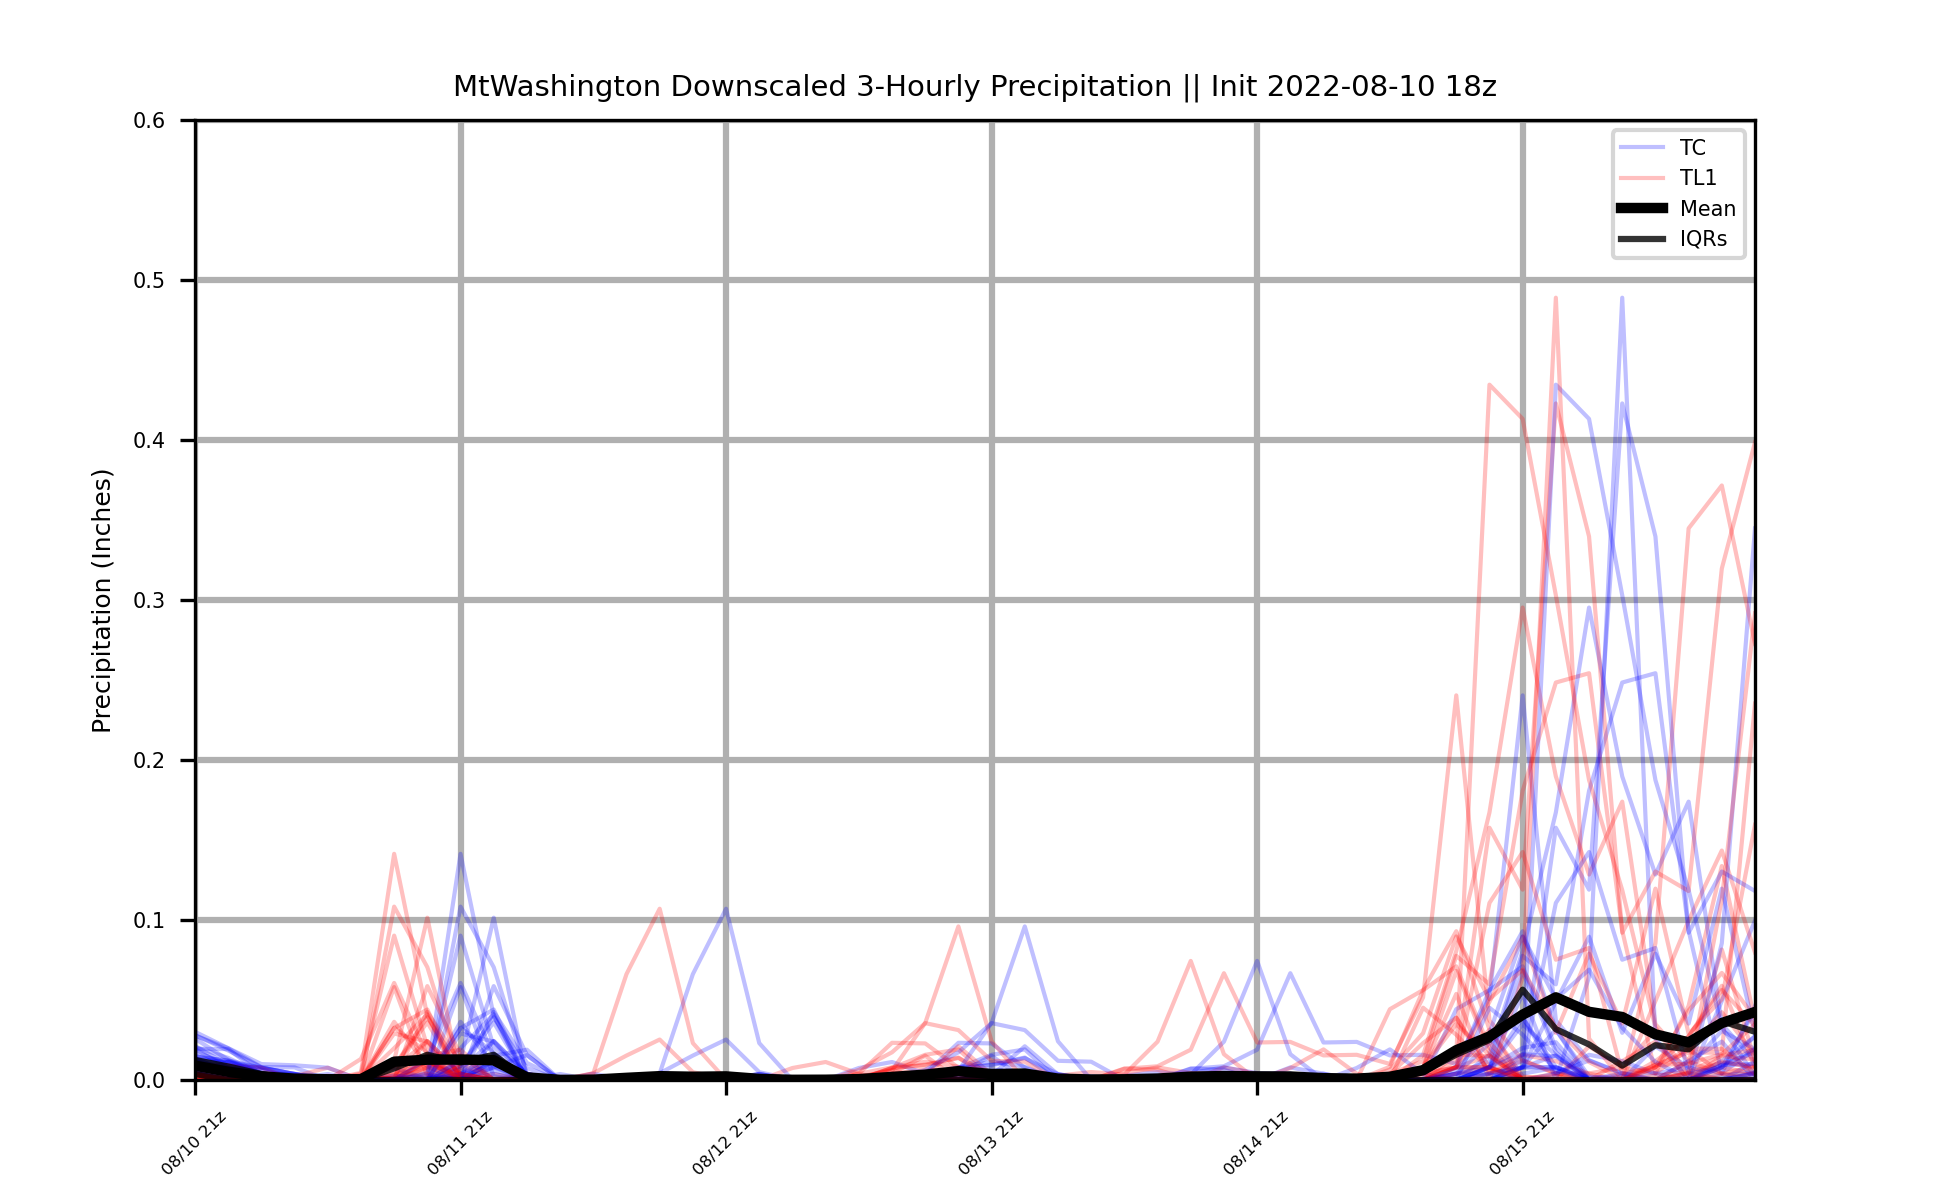 MtWashington Downscaled 3-Hourly Precipitation || Init 2022-08-10 18z
0.6
0.5
0.4
0.3
0.2
0.1
0.0
Precipitation (Inches)
TC
TL1
Mean
IQRs
08/10 21z
08/11 21z
08/12 21z
08/13 21z
08/14 21z
08/15 21z